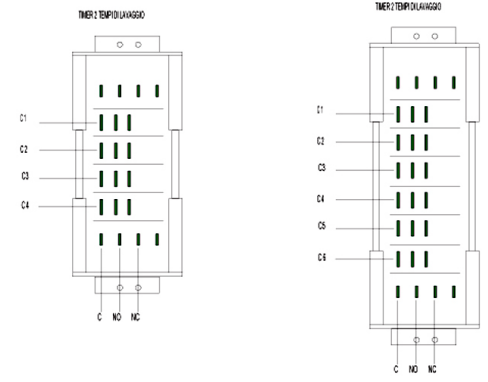 TIMER 2 TEMPI DI LAVAGGIO
C1
C2
C3
C4
C NO NC
TIMER 2 TEMPI DI LAVAGGIO
C1
C2
C3
C4
C5
C6
C NO NC